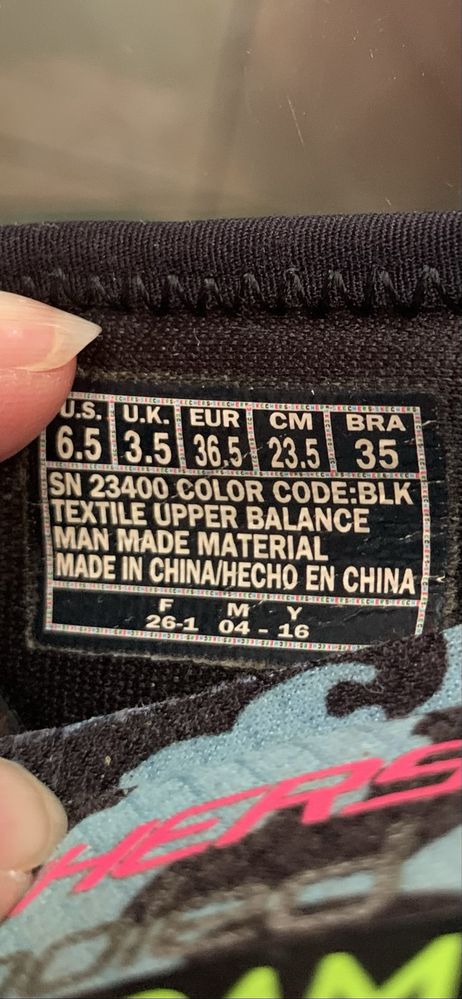 U.S. U.K. EUR CM BRA
6.5 3.5 36.5 23.5 35
SN 23400 COLOR CODE:BLK
TEXTILE UPPER BALANCE
MAN MADE MATERIAL
MADE IN CHINA/HECHO EN CHINA
F M Y
26-1 04 - 16
HERS